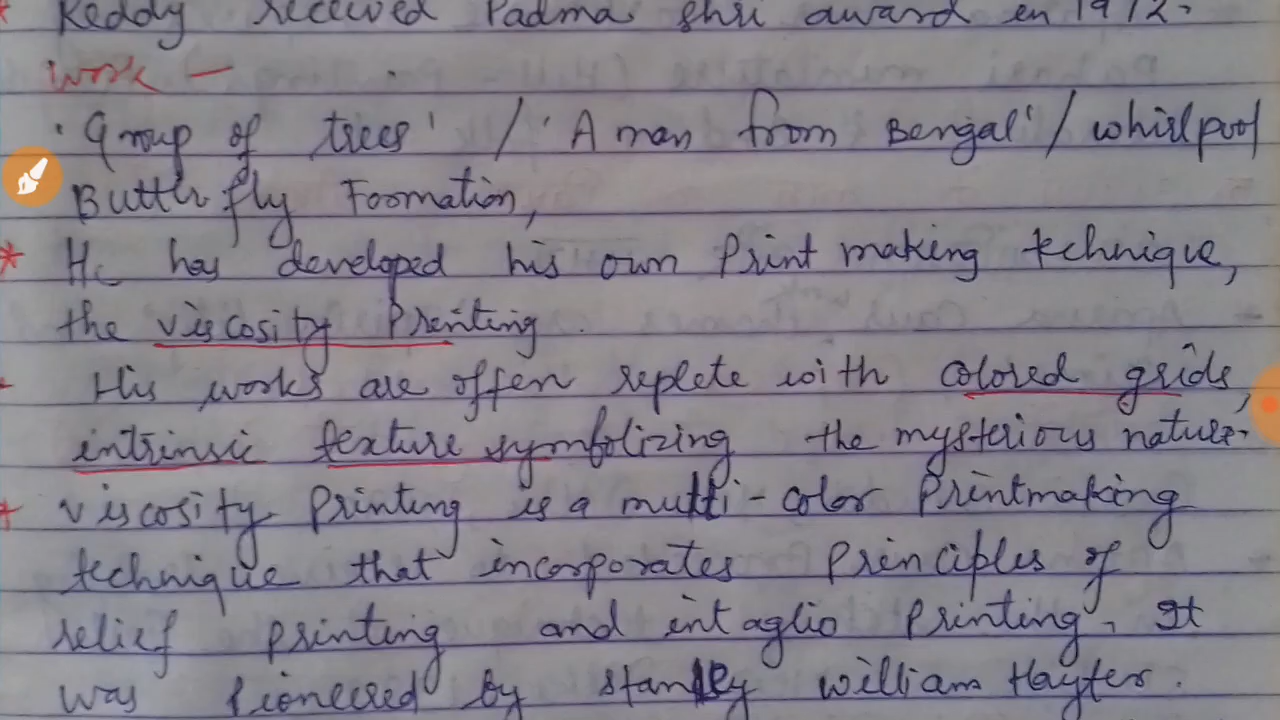 Reddy received Padma shri award en 1972.
work —
'Group of trees' / 'A man from Bengal' / whirlpool
Butterfly Formation,
* He has developed his own Print making technique,
the viscosity Printing.
- His works are offen replete with colored grids,
intrinsic texture symbolizing the mysterious nature.
+ viscosity printing is a multi-color Printmaking
technique that incorporates Principles of
relief printing and intaglio Printing. It
was Pioneered by Stanley william Hayter.